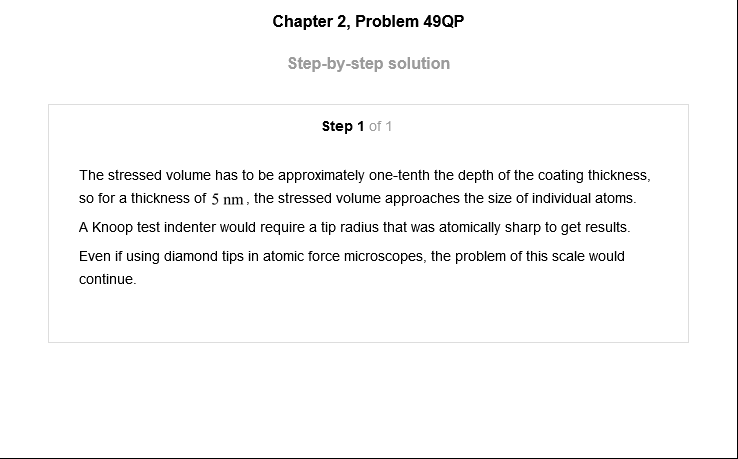 Chapter 2, Problem 49QP
Step-by-step solution
Step 1 of 1
The stressed volume has to be approximately one-tenth the depth of the coating thickness,
so for a thickness of 5 nm, the stressed volume approaches the size of individual atoms.
A Knoop test indenter would require a tip radius that was atomically sharp to get results.
Even if using diamond tips in atomic force microscopes, the problem of this scale would
continue.